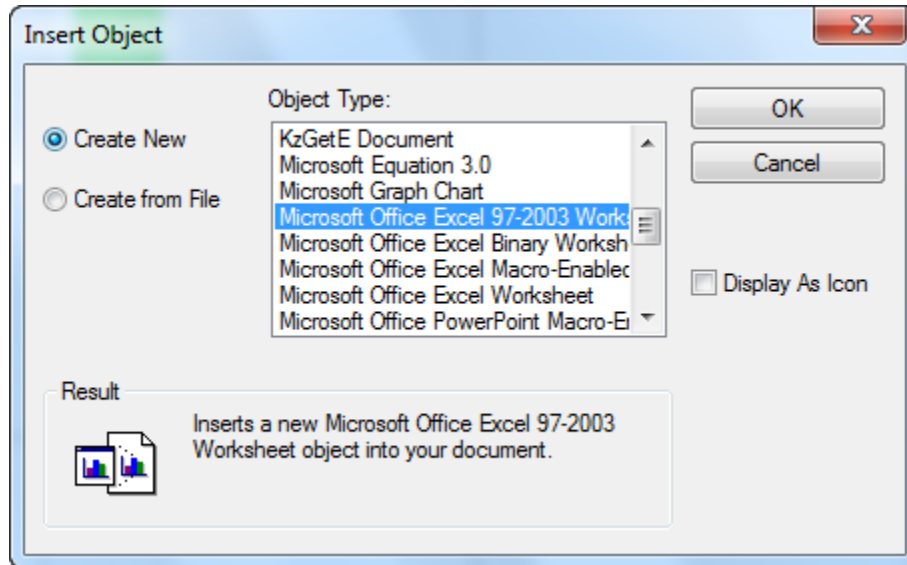 Insert Object
Object Type:
Create New
Create from File
KzGetE Document
Microsoft Equation 3.0
Microsoft Graph Chart
Microsoft Office Excel 97-2003 Works
Microsoft Office Excel Binary Worksh
Microsoft Office Excel Macro-Enabled
Microsoft Office Excel Worksheet
Microsoft Office PowerPoint Macro-En
OK
Cancel
Display As Icon
Result
Inserts a new Microsoft Office Excel 97-2003
Worksheet object into your document.